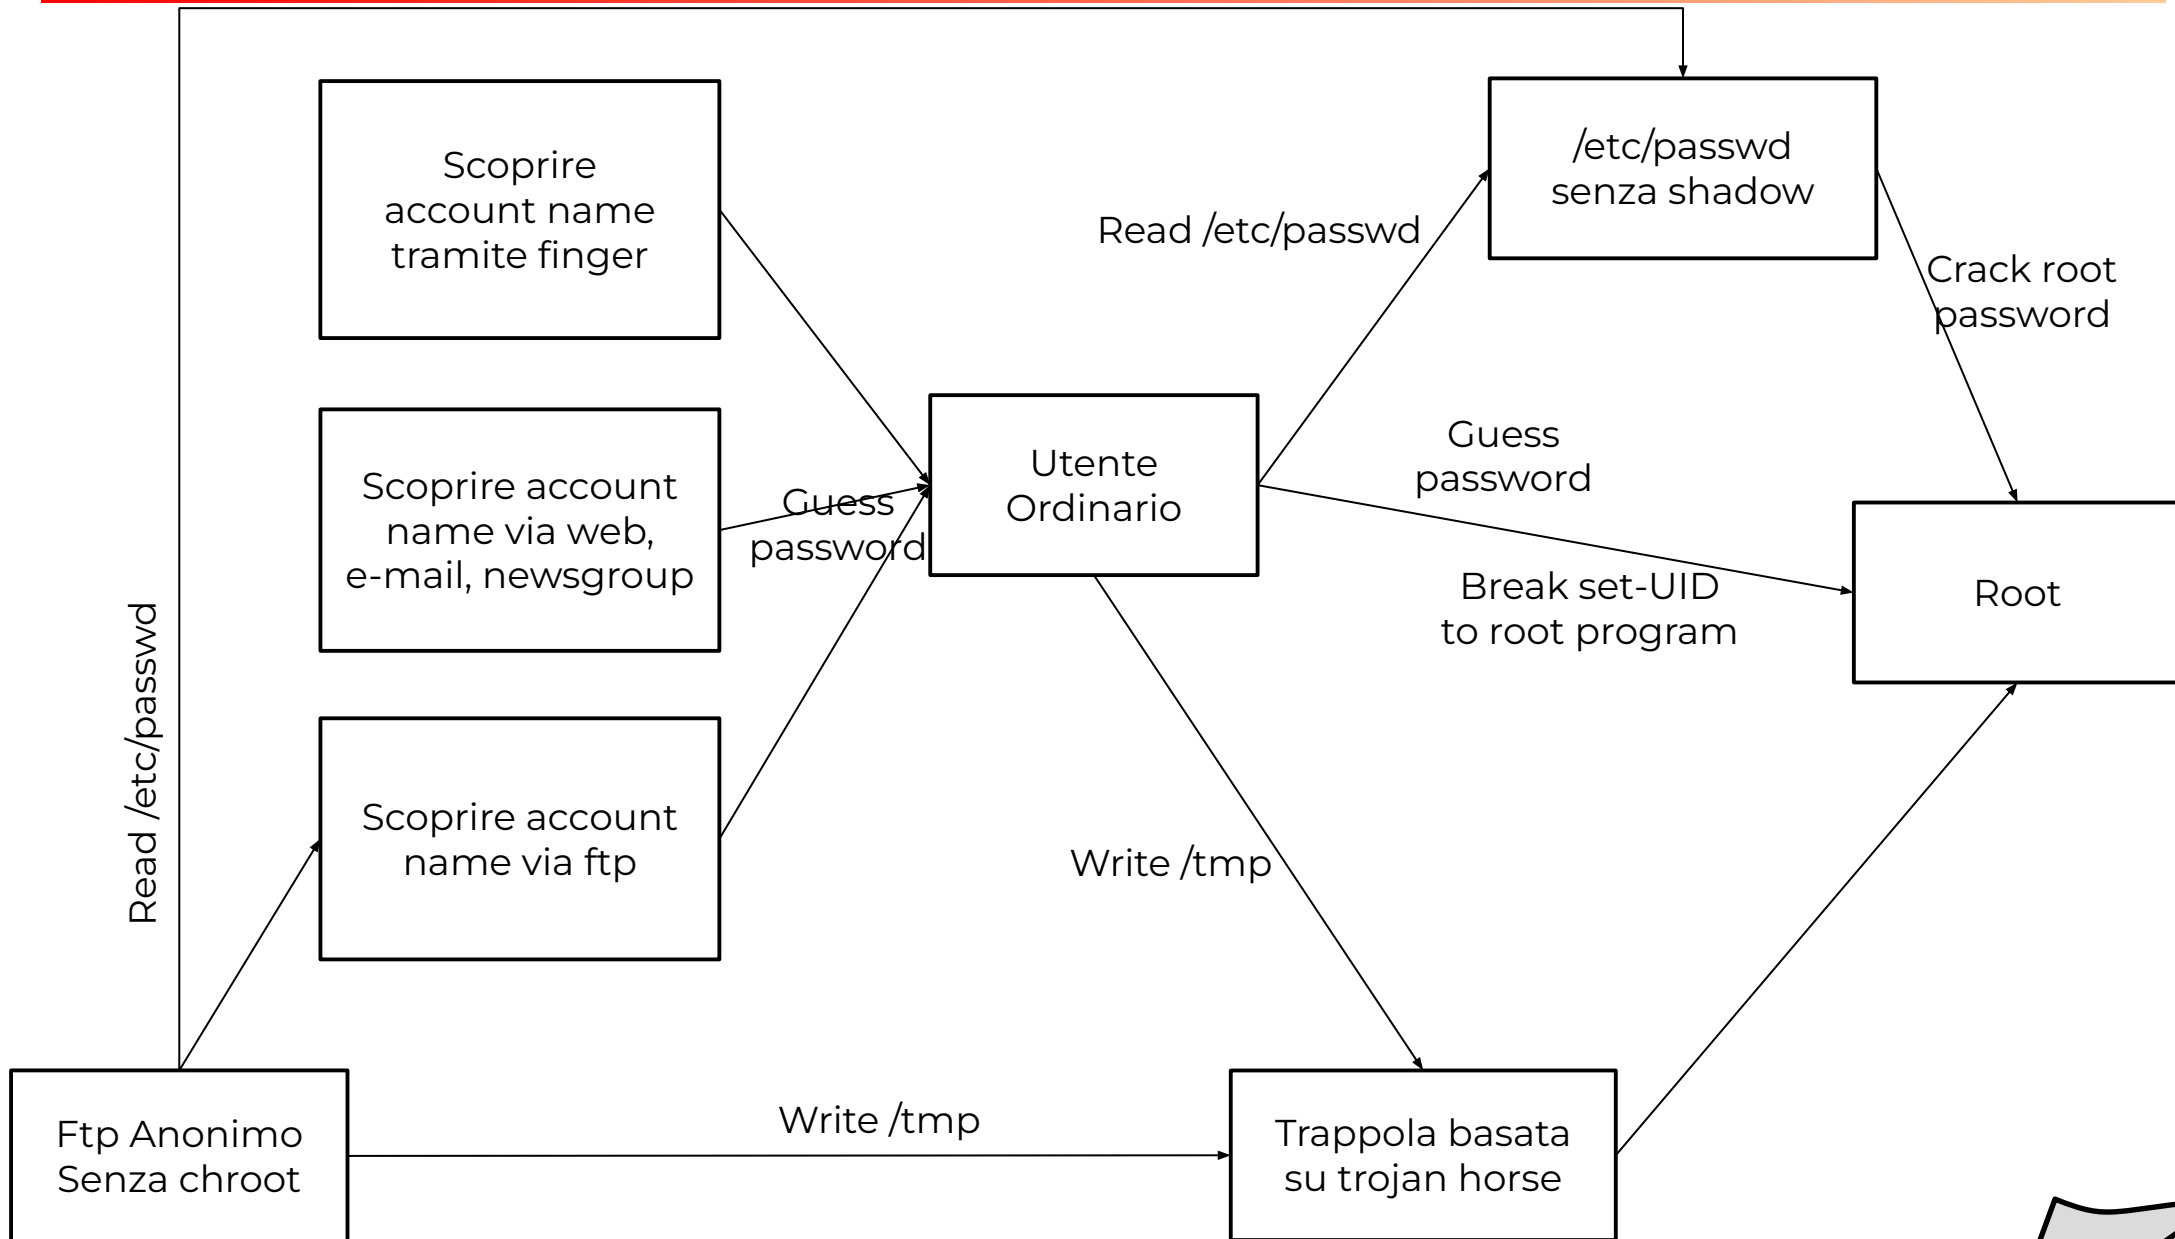 Scoprire
account name
tramite finger
/etc/passwd
senza shadow
Read /etc/passwd
Crack root
password
Scoprire account
name via web,
e-mail, newsgroup
Guess
password
Utente
Ordinario
Guess
password
Break set-UID
to root program
Root
Read /etc/passwd
Scoprire account
name via ftp
Write /tmp
Ftp Anonimo
Senza chroot
Write /tmp
Trappola basata
su trojan horse